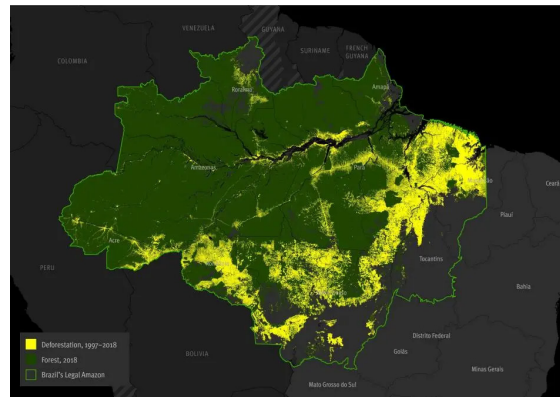 VENEZUELA
GUYANA
SURINAME
FRENCH
GUYANA
COLOMBIA
Roraima
Amapá
Amazonas
Pará
Ceará
Piauí
Acre
Tocantins
PERU
Bahia
Deforestation, 1997–2018
Forest, 2018
Brazil's Legal Amazon
BOLIVIA
Distrito Federal
Goiás
Minas Gerais
Mato Grosso do Sul